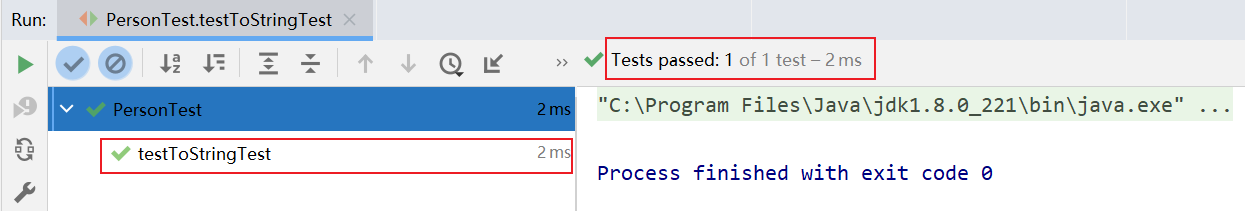 Run: PersonTest.testToStringTest
Tests passed: 1 of 1 test – 2 ms
PersonTest 2 ms
testToStringTest 2 ms
"C:\Program Files\Java\jdk1.8.0_221\bin\java.exe" ...
Process finished with exit code 0